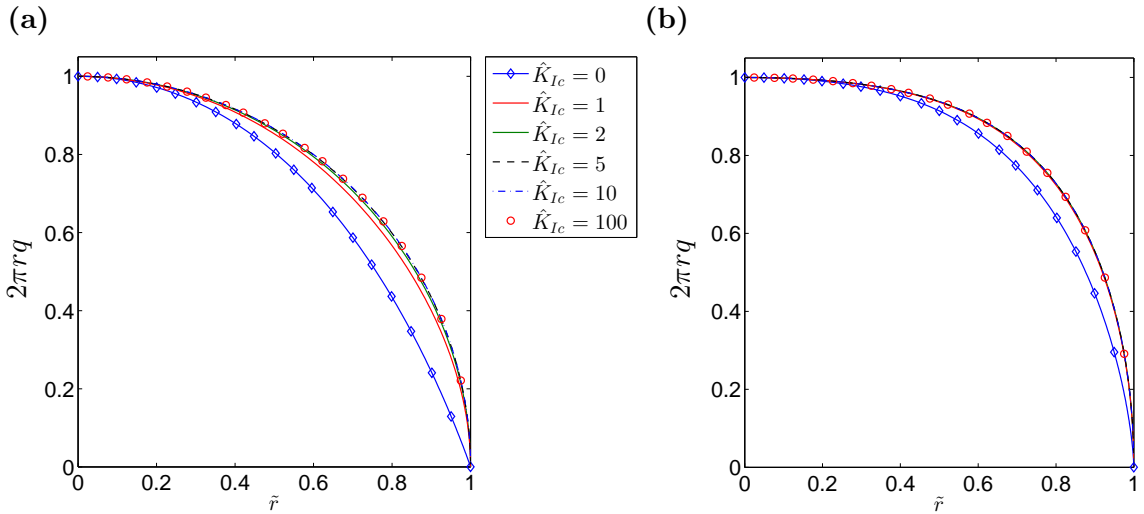 (a)
(b)
1
0.8
0.6
0.4
0.2
0
2πrq
0 0.2 0.4 0.6 0.8 1
r̃
K̂_{Ic} = 0
K̂_{Ic} = 1
K̂_{Ic} = 2
K̂_{Ic} = 5
K̂_{Ic} = 10
K̂_{Ic} = 100
1
0.8
0.6
0.4
0.2
0
2πrq
0 0.2 0.4 0.6 0.8 1
r̃